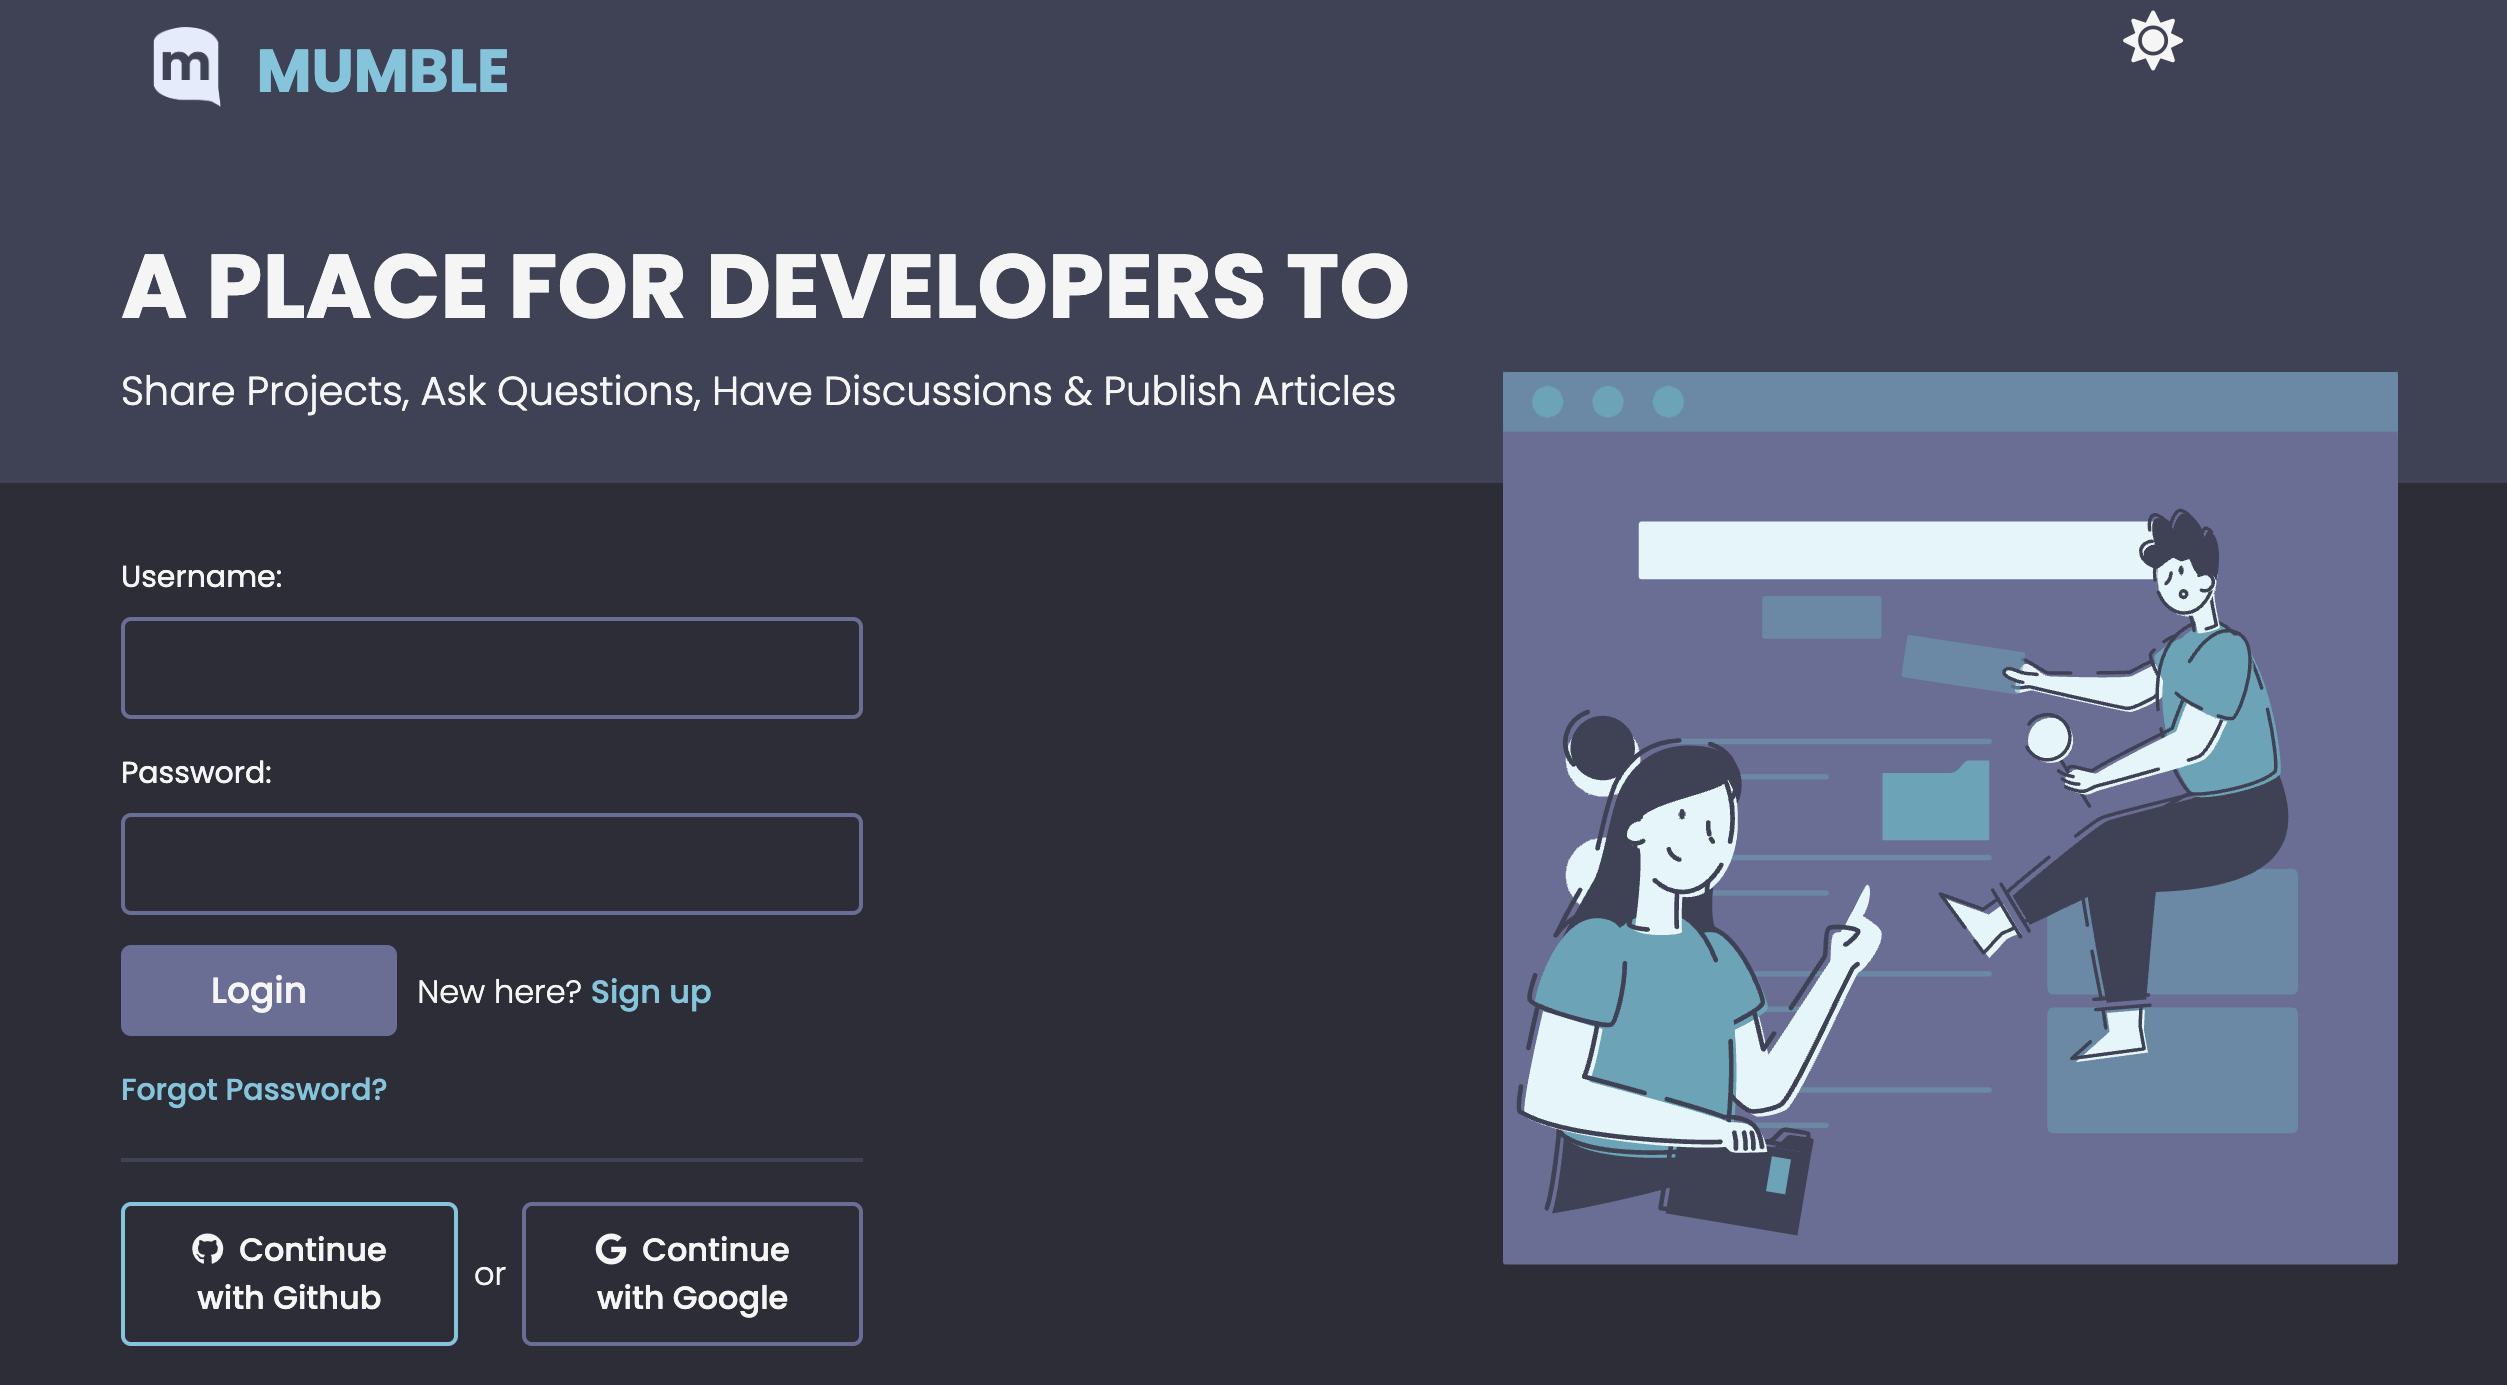 m MUMBLE
A PLACE FOR DEVELOPERS TO
Share Projects, Ask Questions, Have Discussions & Publish Articles
Username:
Password:
Login New here? Sign up
Forgot Password?
Continue
with Github
or
Continue
with Google